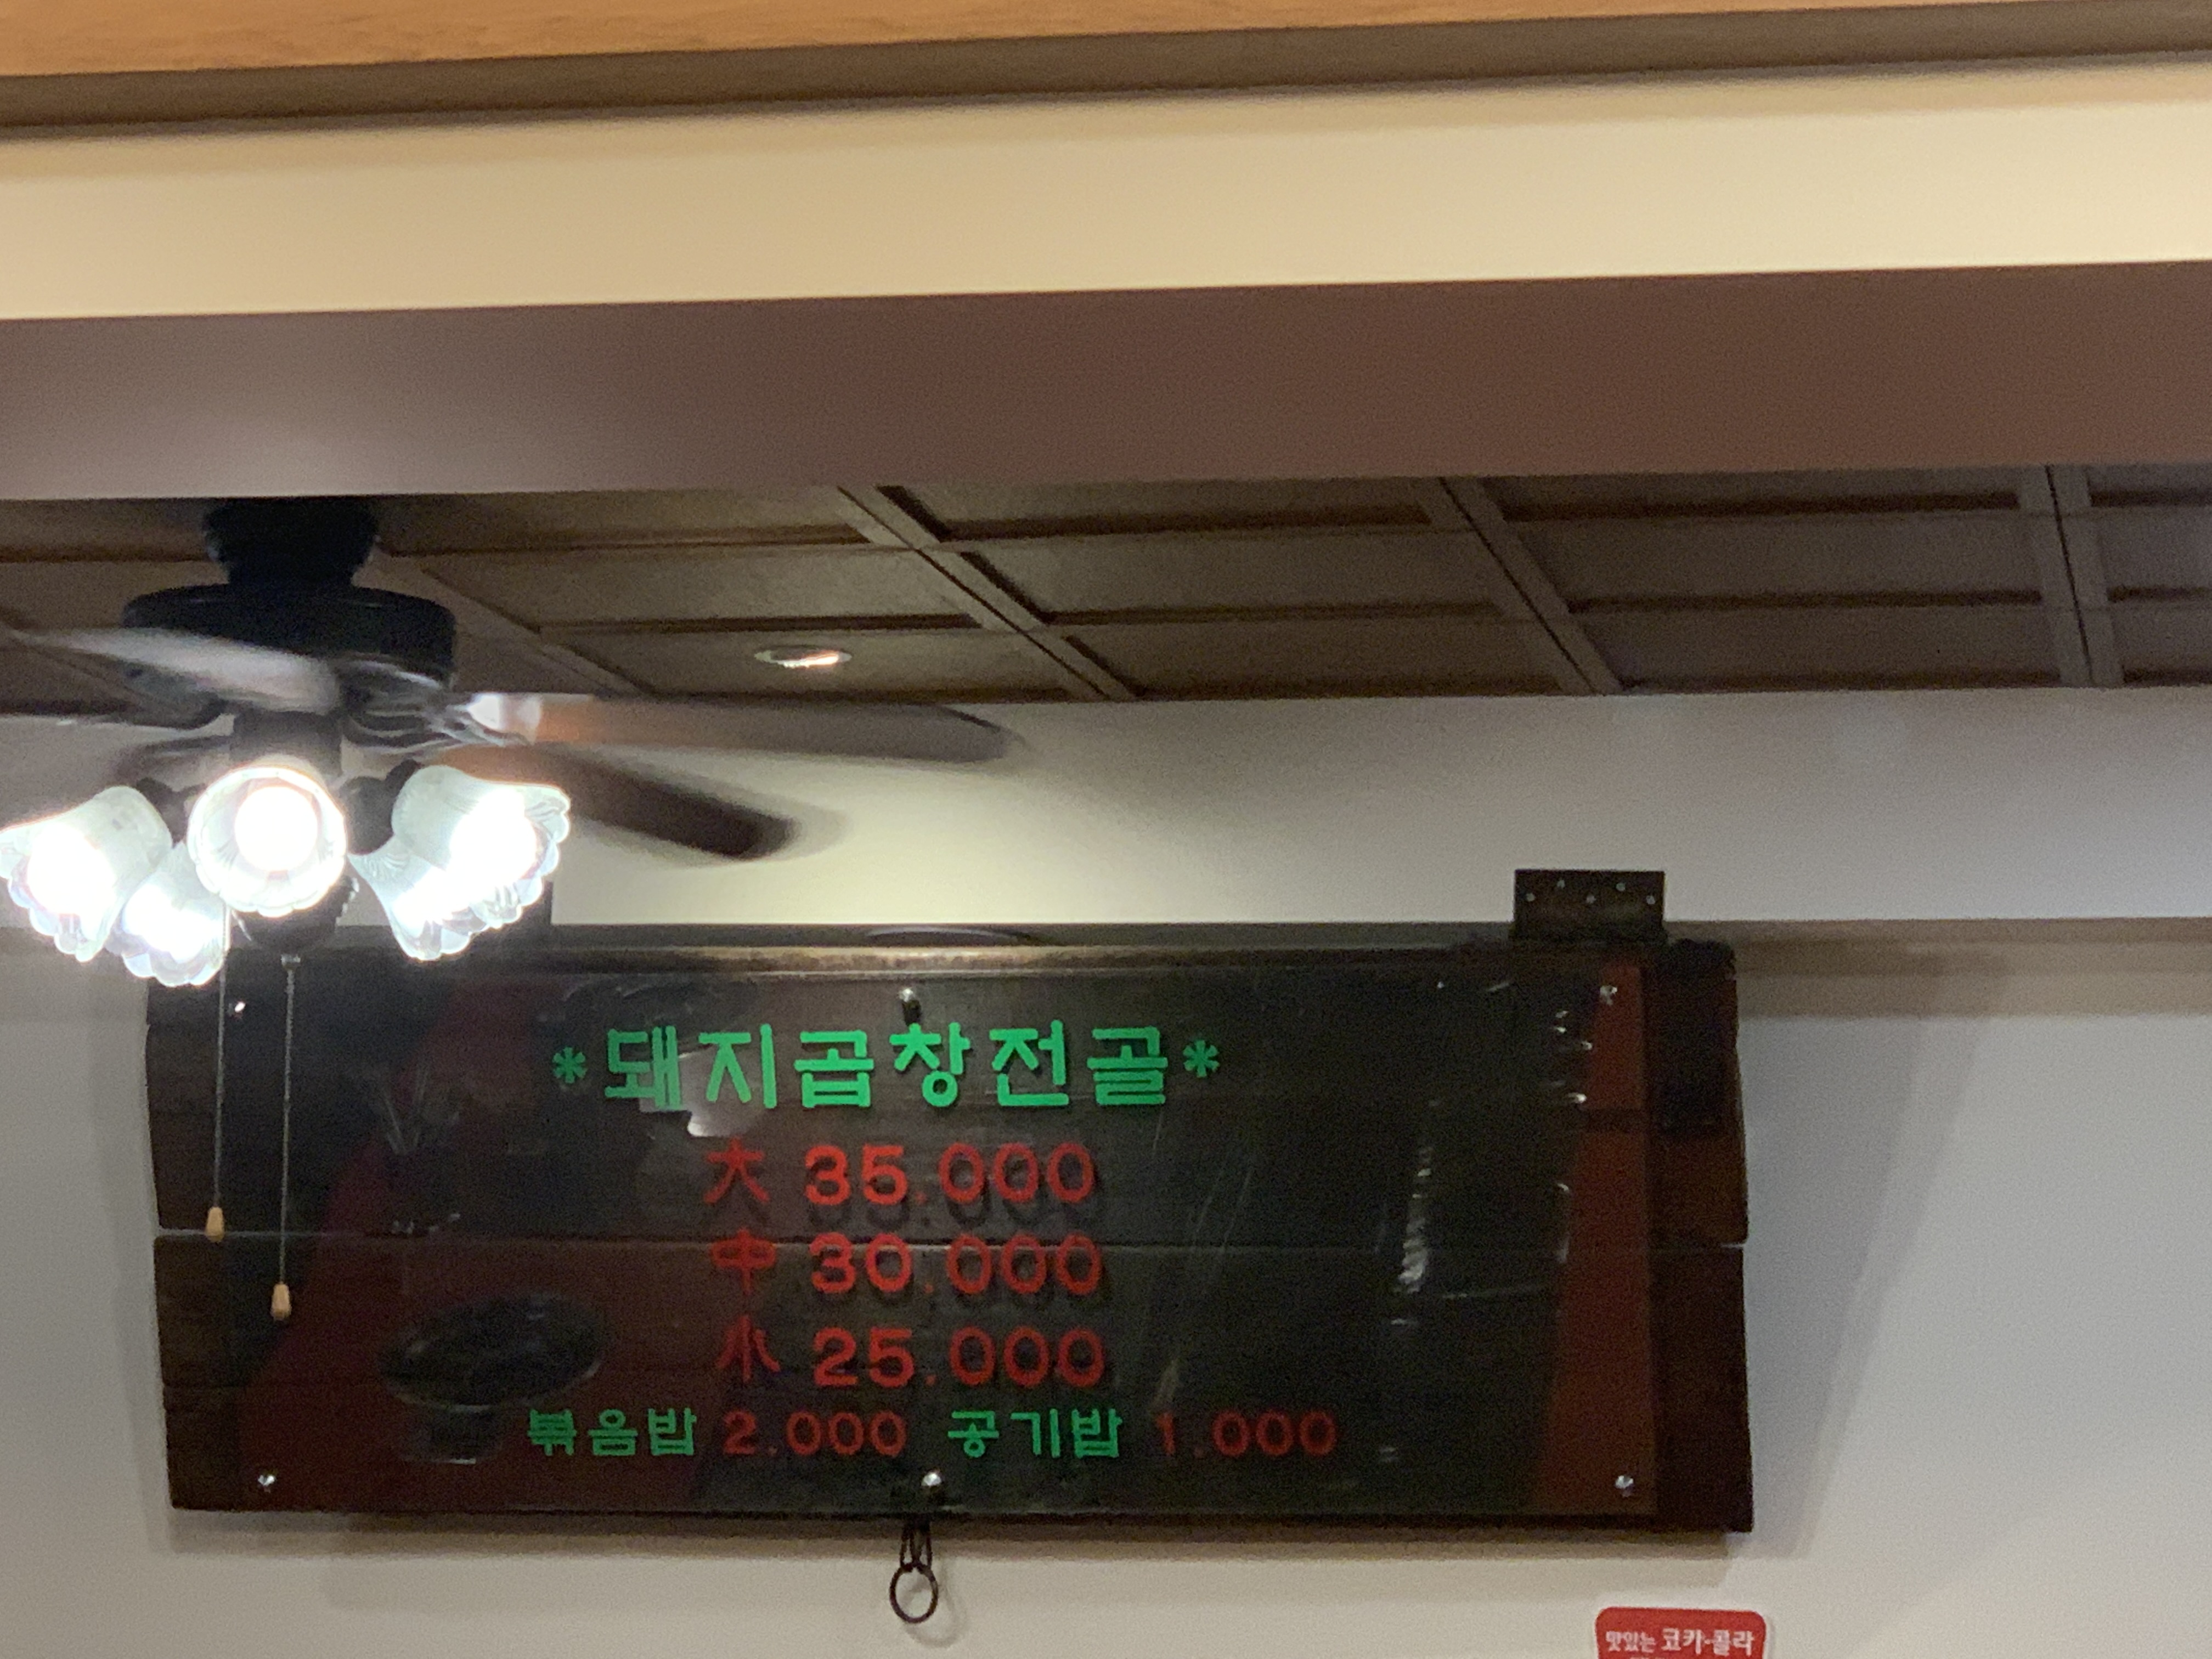 *돼지곱창전골*
大 35.000
中 30.000
小 25.000
볶음밥 2.000 공기밥 1.000
맛있는 코카·콜라